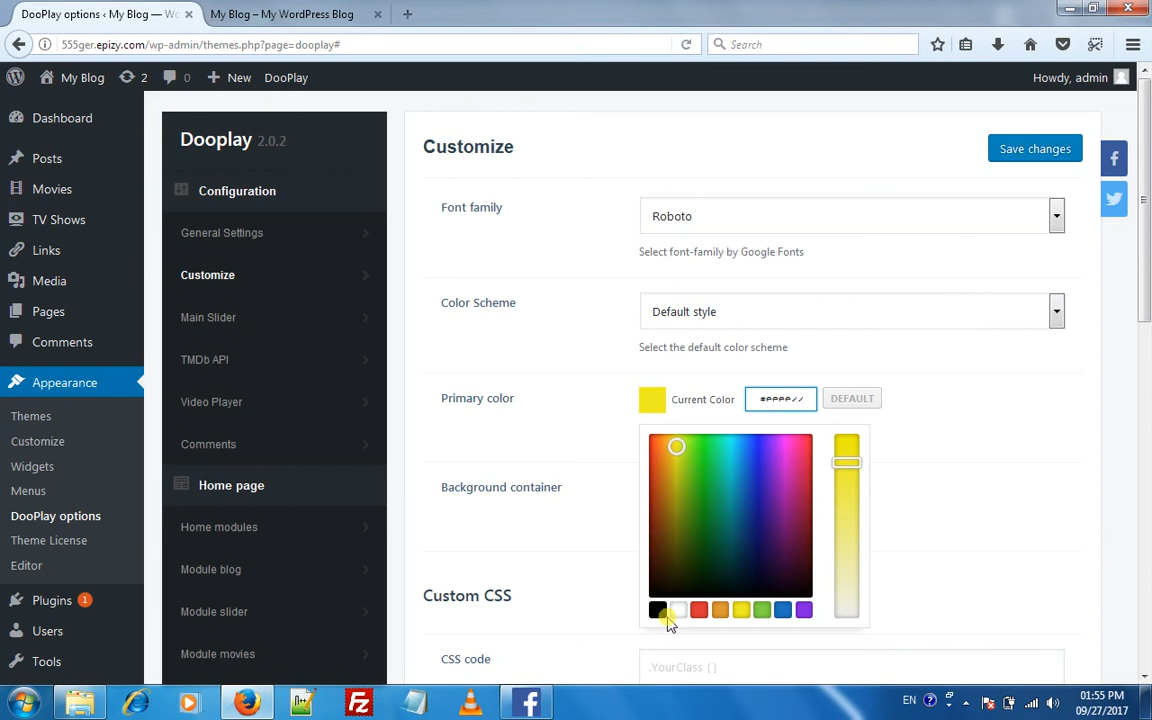 DooPlay options ‹ My Blog — Wo
My Blog – My WordPress Blog
555ger.epizy.com/wp-admin/themes.php?page=dooplay#
Search
My Blog
2
0
New
DooPlay
Howdy, admin
Dashboard
Posts
Movies
TV Shows
Links
Media
Pages
Comments
Appearance
Themes
Customize
Widgets
Menus
DooPlay options
Theme License
Editor
Plugins 1
Users
Tools
Dooplay 2.0.2
Configuration
General Settings
Customize
Main Slider
TMDb API
Video Player
Comments
Home page
Home modules
Module blog
Module slider
Module movies
Customize
Save changes
Font family
Roboto
Select font-family by Google Fonts
Color Scheme
Default style
Select the default color scheme
Primary color
Current Color
DEFAULT
Background container
Custom CSS
CSS code
.YourClass { }
EN
01:55 PM
09/27/2017